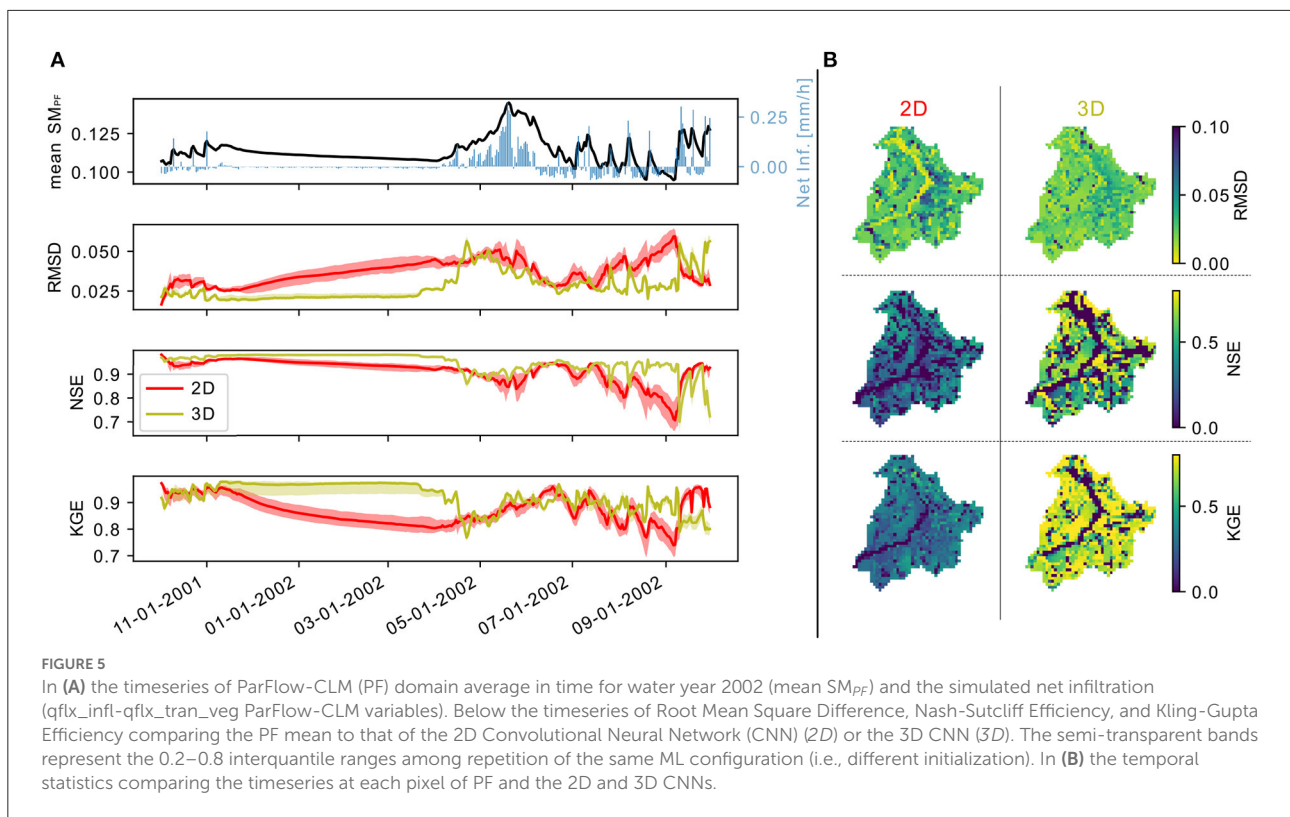 A
B
mean SM_PF
0.125
0.100
0.25
0.00
Net Inf. [mm/h]
RMSD
0.050
0.025
NSE
0.9
0.8
0.7
2D
3D
KGE
0.9
0.8
0.7
11-01-2001
01-01-2002
03-01-2002
05-01-2002
07-01-2002
09-01-2002
2D
3D
0.10
0.05
0.00
RMSD
0.5
0.0
NSE
0.5
0.0
KGE
FIGURE 5
In (A) the timeseries of ParFlow-CLM (PF) domain average in time for water year 2002 (mean SM_PF) and the simulated net infiltration
(qflx_infl-qflx_tran_veg ParFlow-CLM variables). Below the timeseries of Root Mean Square Difference, Nash-Sutcliff Efficiency, and Kling-Gupta
Efficiency comparing the PF mean to that of the 2D Convolutional Neural Network (CNN) (2D) or the 3D CNN (3D). The semi-transparent bands
represent the 0.2–0.8 interquantile ranges among repetition of the same ML configuration (i.e., different initialization). In (B) the temporal
statistics comparing the timeseries at each pixel of PF and the 2D and 3D CNNs.